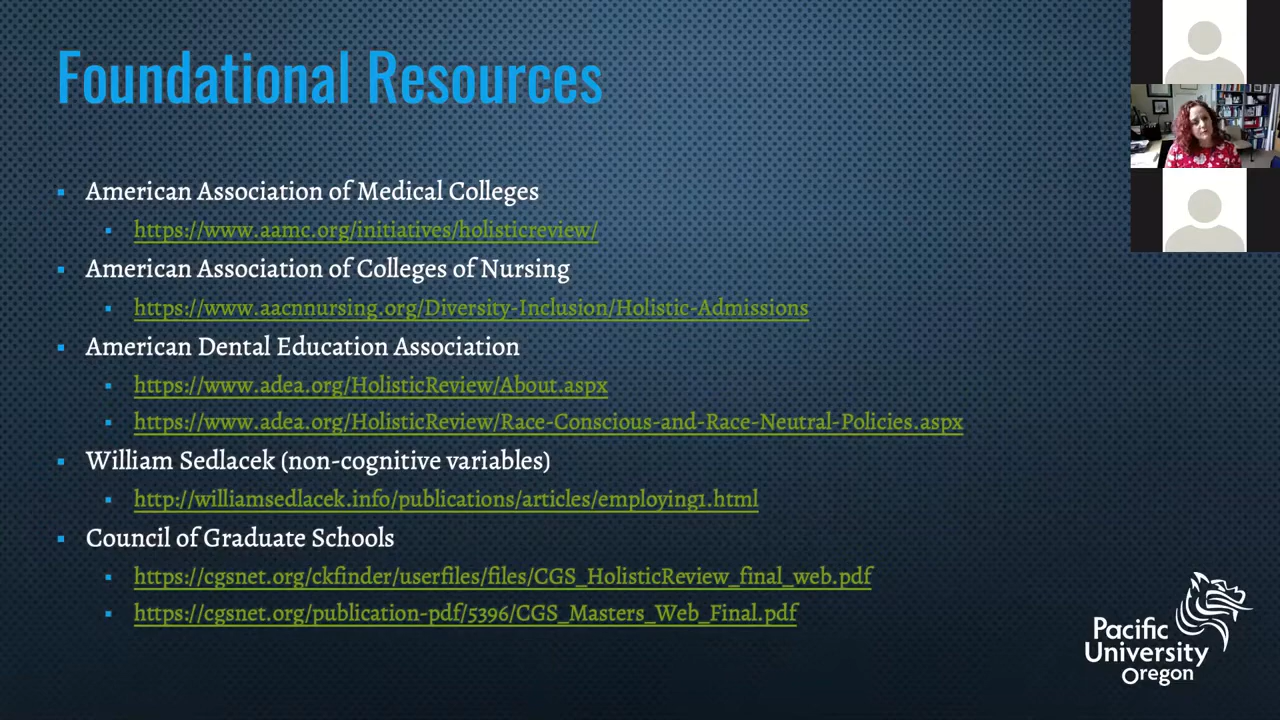 Foundational Resources
American Association of Medical Colleges
https://www.aamc.org/initiatives/holisticreview/
American Association of Colleges of Nursing
https://www.aacnnursing.org/Diversity-Inclusion/Holistic-Admissions
American Dental Education Association
https://www.adea.org/HolisticReview/About.aspx
https://www.adea.org/HolisticReview/Race-Conscious-and-Race-Neutral-Policies.aspx
William Sedlacek (non-cognitive variables)
http://williamsedlacek.info/publications/articles/employing1.html
Council of Graduate Schools
https://cgsnet.org/ckfinder/userfiles/files/CGS_HolisticReview_final_web.pdf
https://cgsnet.org/publication-pdf/5396/CGS_Masters_Web_Final.pdf
Pacific
University
Oregon